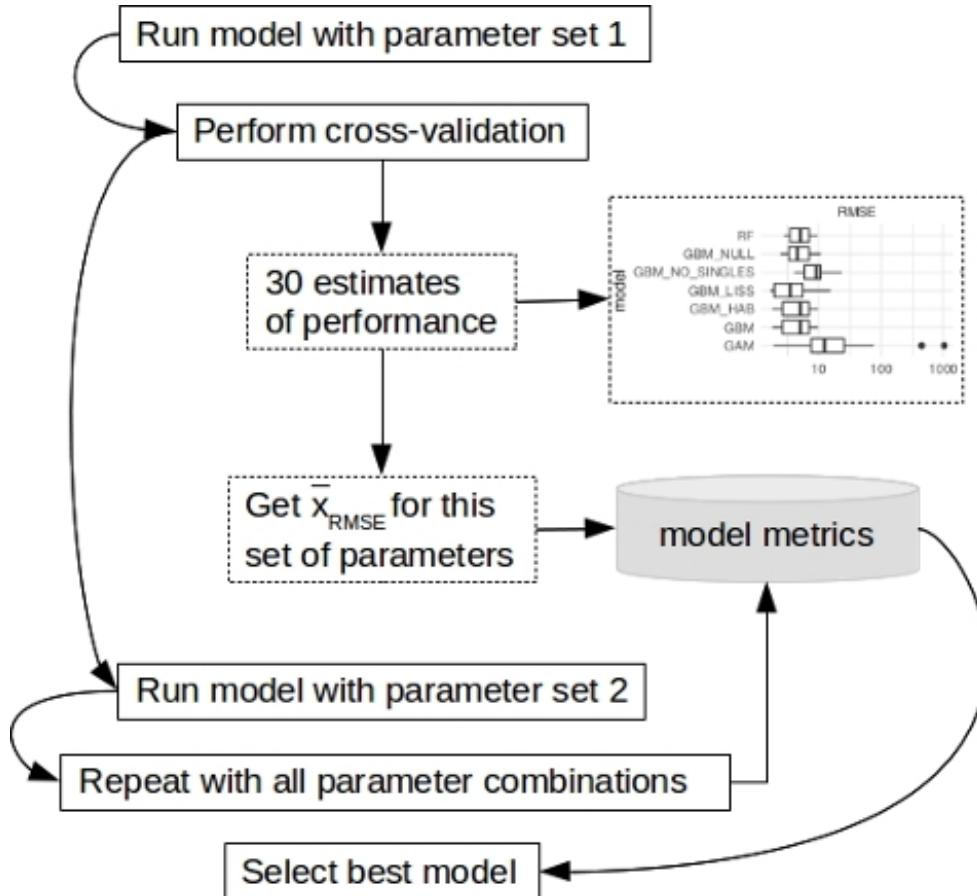 Run model with parameter set 1
Perform cross-validation
30 estimates
of performance
RMSE
model
RF
GBM_NULL
GBM_NO_SINGLES
GBM_LISS
GBM_HAB
GBM
GAM
10 100 1000
Get x̅RMSE for this
set of parameters
model metrics
Run model with parameter set 2
Repeat with all parameter combinations
Select best model